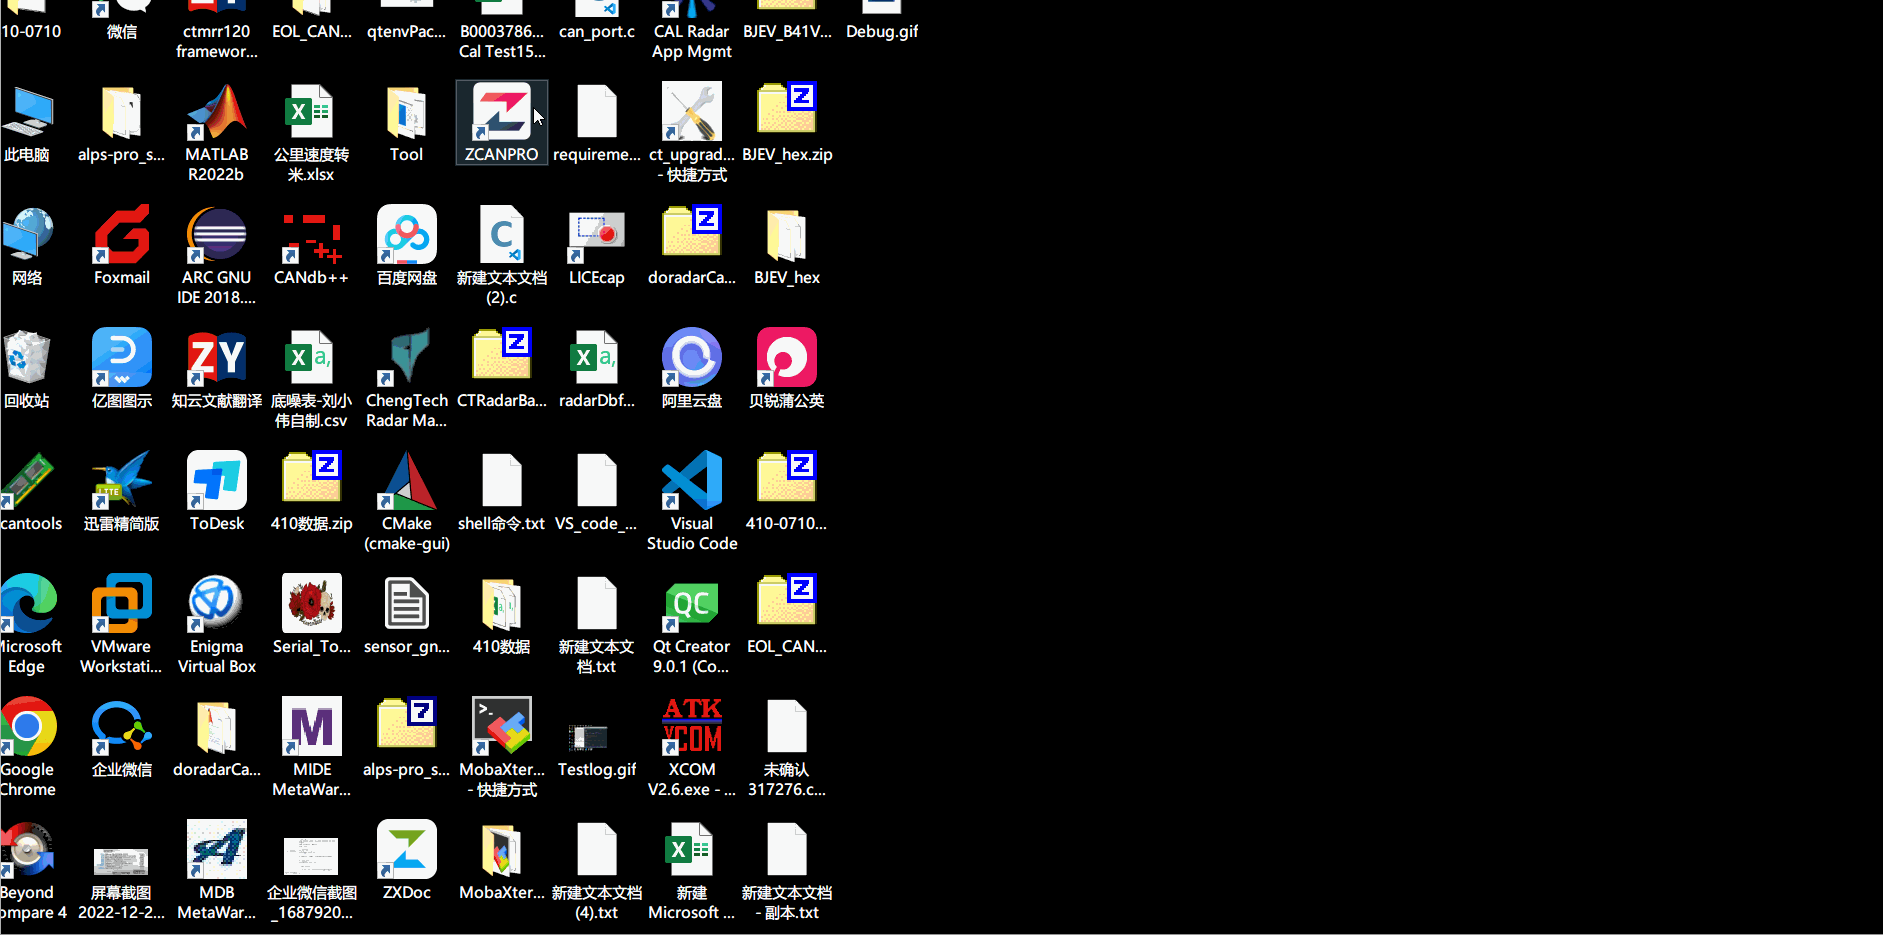 10-0710
微信
ctmrr120
framewor...
EOL_CAN...
qtenvPac...
B0003786...
Cal Test15...
can_port.c
CAL Radar
App Mgmt
BJEV_B41V...
Debug.gif
此电脑
alps-pro_s...
MATLAB
R2022b
公里速度转
米.xlsx
Tool
ZCANPRO
requireme...
ct_upgrad...
- 快捷方式
BJEV_hex.zip
网络
Foxmail
ARC GNU
IDE 2018....
CANdb++
百度网盘
新建文本文档
(2).c
LICEcap
doradarCa...
BJEV_hex
回收站
亿图图示
知云文献翻译
底噪表-刘小
伟自制.csv
ChengTech
Radar Ma...
CTRadarBa...
radarDbf...
阿里云盘
贝锐蒲公英
cantools
迅雷精简版
ToDesk
410数据.zip
CMake
(cmake-gui)
shell命令.txt
VS_code_...
Visual
Studio Code
410-0710...
Microsoft
Edge
VMware
Workstati...
Enigma
Virtual Box
Serial_To...
sensor_gn...
410数据
新建文本文
档.txt
Qt Creator
9.0.1 (Co...
EOL_CAN...
Google
Chrome
企业微信
doradarCa...
MIDE
MetaWar...
alps-pro_s...
MobaXter...
- 快捷方式
Testlog.gif
XCOM
V2.6.exe - ...
未确认
317276.c...
Beyond
ompare 4
屏幕截图
2022-12-2...
MDB
MetaWar...
企业微信截图
_1687920...
ZXDoc
MobaXter...
新建文本文档
(4).txt
新建
Microsoft ...
新建文本文档
- 副本.txt